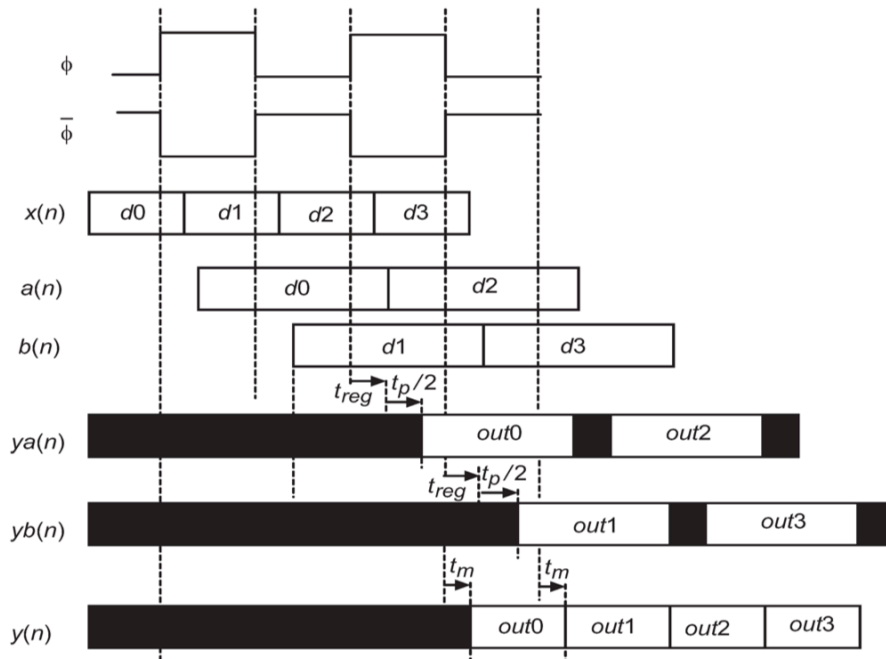 ϕ
ϕ̅
x(n) d0 d1 d2 d3
a(n) d0 d2
b(n) d1 d3
t_reg t_p/2
ya(n) out0 out2
t_reg t_p/2
yb(n) out1 out3
t_m t_m
y(n) out0 out1 out2 out3